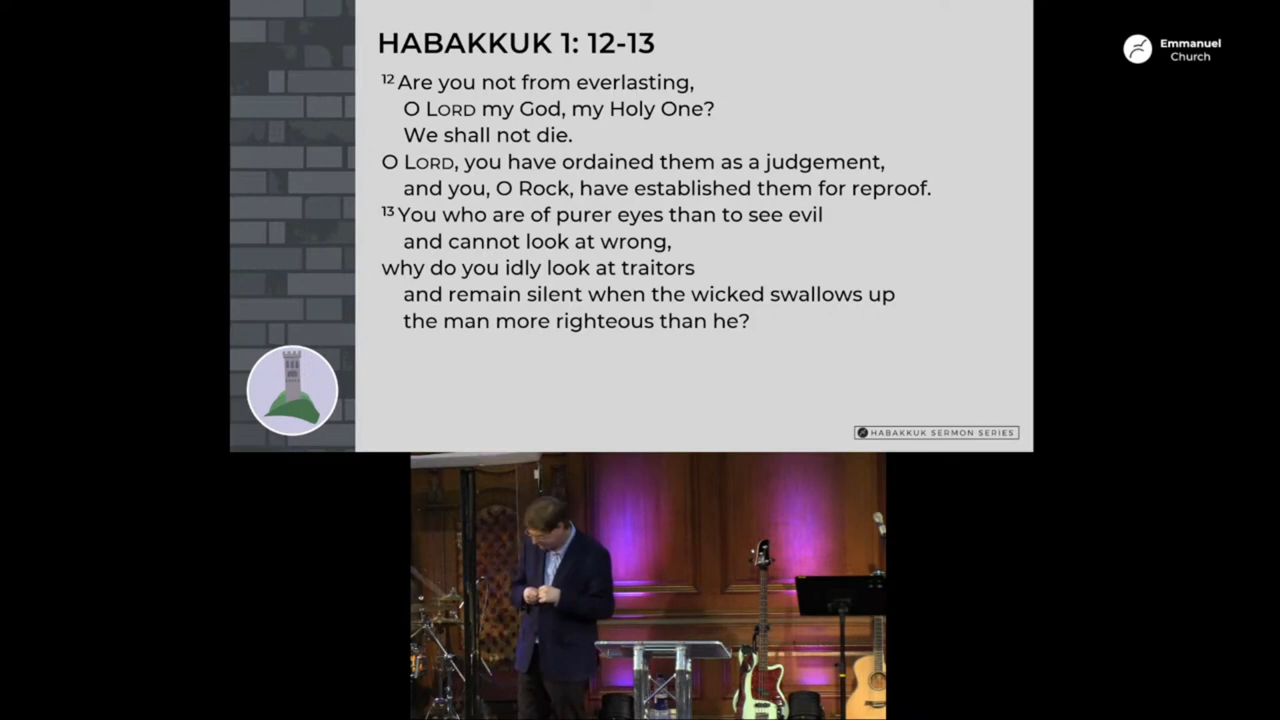 HABAKKUK 1: 12-13
¹² Are you not from everlasting,
O LORD my God, my Holy One?
We shall not die.
O LORD, you have ordained them as a judgement,
and you, O Rock, have established them for reproof.
¹³ You who are of purer eyes than to see evil
and cannot look at wrong,
why do you idly look at traitors
and remain silent when the wicked swallows up
the man more righteous than he?
HABAKKUK SERMON SERIES
Emmanuel
Church